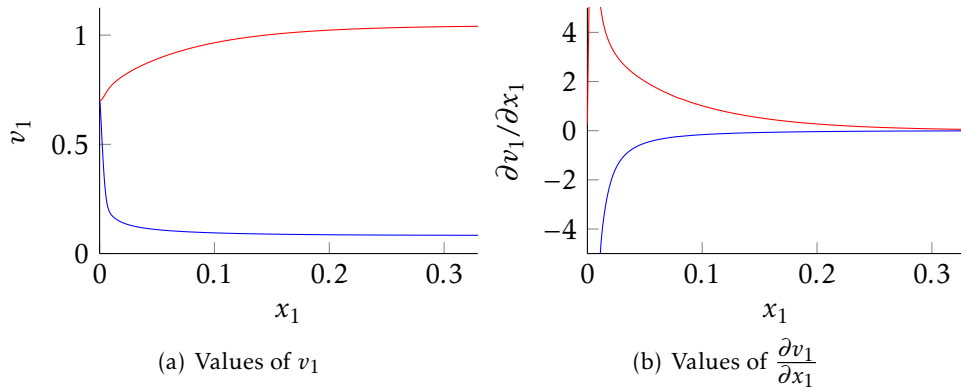 1
0.5
0
v₁
0 0.1 0.2 0.3
x₁
(a) Values of v₁
4
2
0
−2
−4
∂v₁/∂x₁
0 0.1 0.2 0.3
x₁
(b) Values of ∂v₁/∂x₁